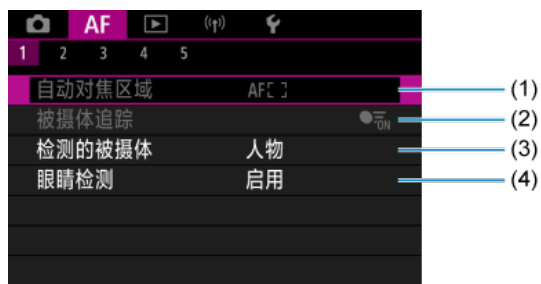 AF
1 2 3 4 5
自动对焦区域 AF[ ] (1)
被摄体追踪 ON (2)
检测的被摄体 人物 (3)
眼睛检测 启用 (4)